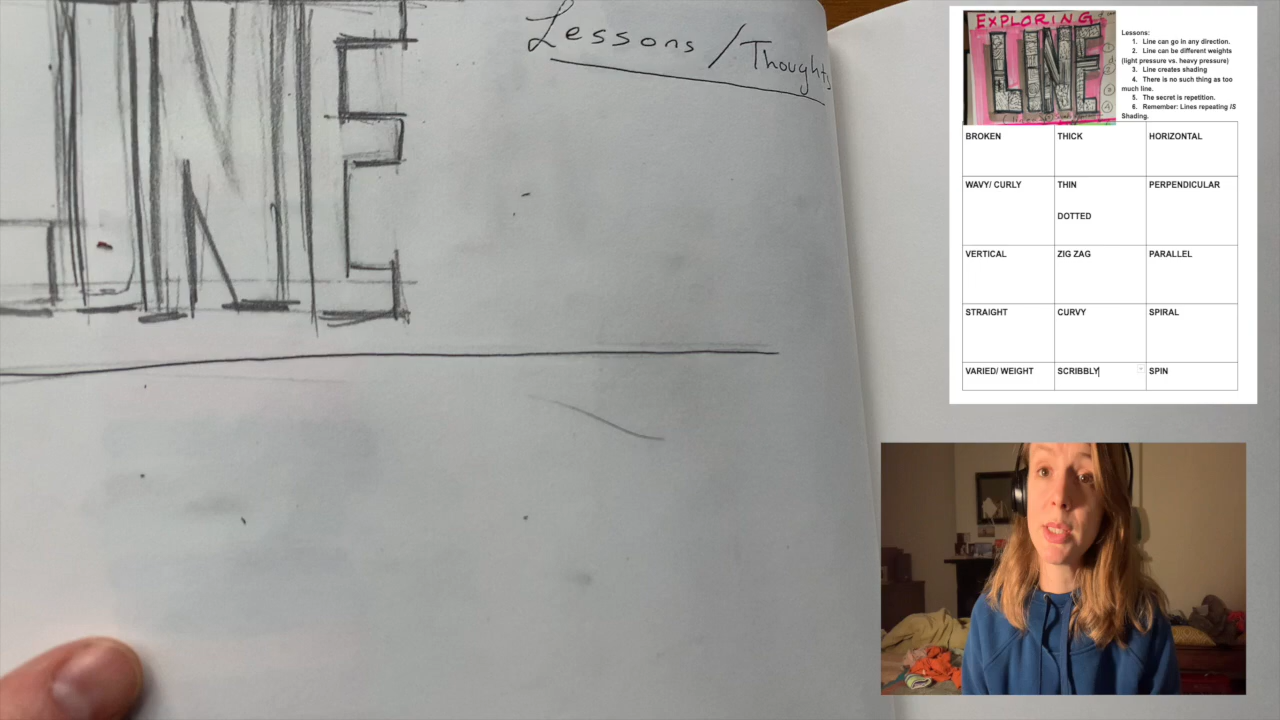 LINE
Lessons / Thoughts
EXPLORING
LINE
Lessons:
1. Line can go in any direction.
2. Line can be different weights
(light pressure vs. heavy pressure)
3. Line creates shading
4. There is no such thing as too
much line.
5. The secret is repetition.
6. Remember: Lines repeating IS
Shading.
BROKEN THICK HORIZONTAL
WAVY/ CURLY THIN PERPENDICULAR
DOTTED
VERTICAL ZIG ZAG PARALLEL
STRAIGHT CURVY SPIRAL
VARIED/ WEIGHT SCRIBBLY SPIN